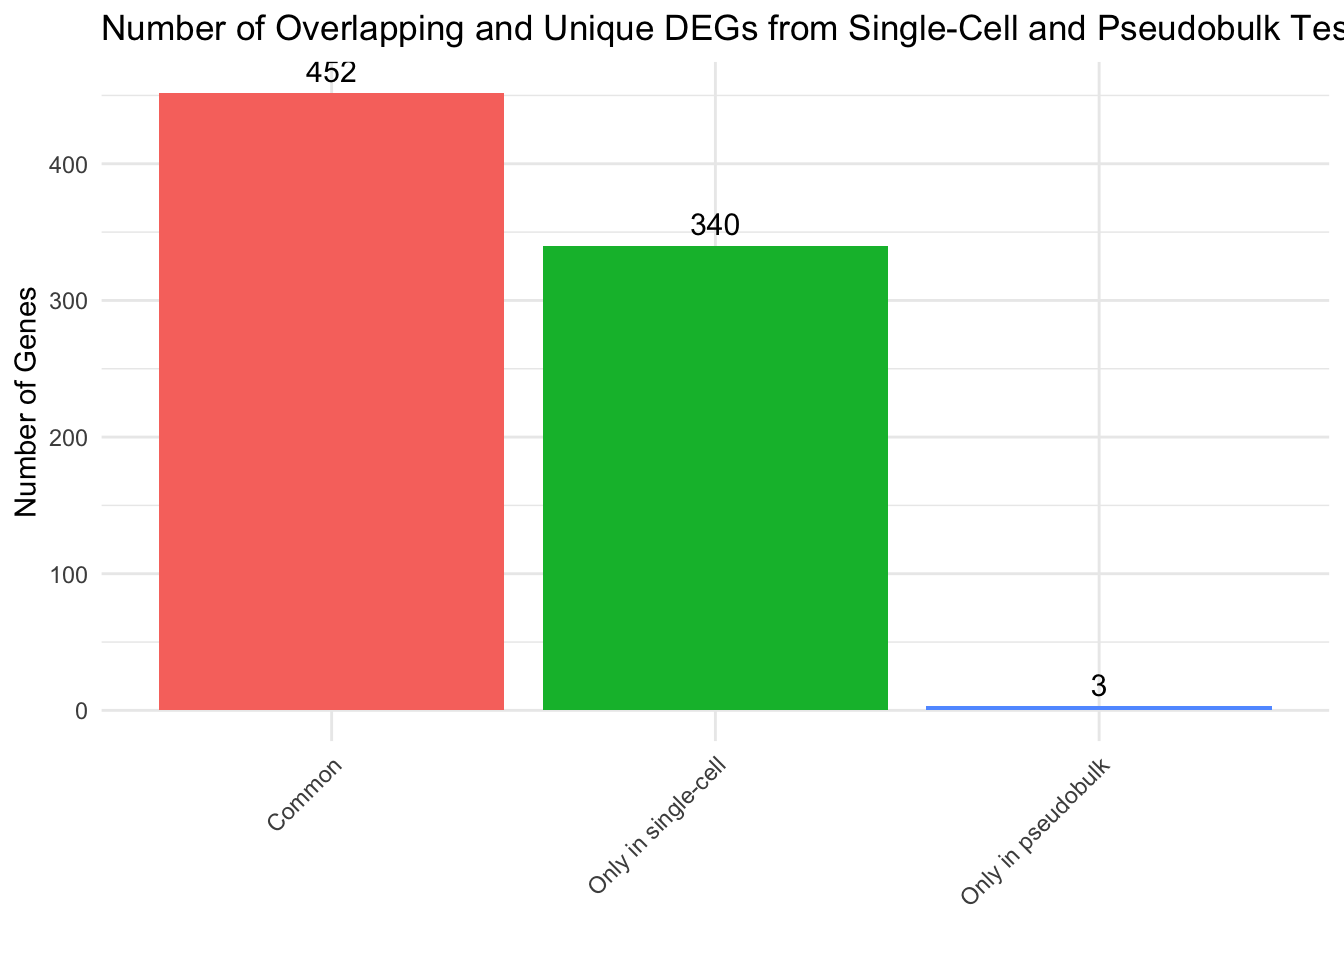 Number of Overlapping and Unique DEGs from Single-Cell and Pseudobulk Tes
452
340
3
Number of Genes
400
300
200
100
0
Common
Only in single-cell
Only in pseudobulk